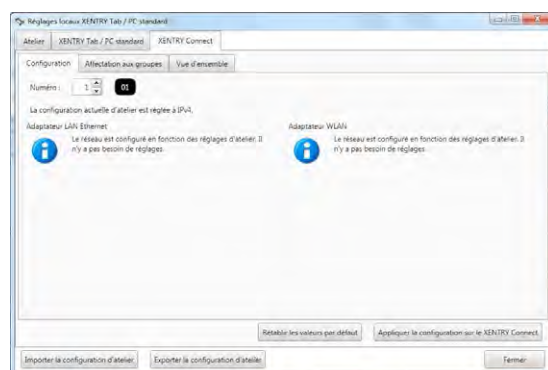 Réglages locaux XENTRY Tab / PC standard
Atelier XENTRY Tab / PC standard XENTRY Connect
Configuration Affectation aux groupes Vue d'ensemble
Numéro : 1 01
La configuration actuelle d'atelier est réglée à IPv4.
Adaptateur LAN Ethernet Adaptateur WLAN
Le réseau est configuré en fonction des réglages d'atelier. Il n'y a pas besoin de réglages.
Le réseau est configuré en fonction des réglages d'atelier. Il n'y a pas besoin de réglages.
Rétablir les valeurs par défaut Appliquer la configuration sur le XENTRY Connect
Importer la configuration d'atelier Exporter la configuration d'atelier Fermer